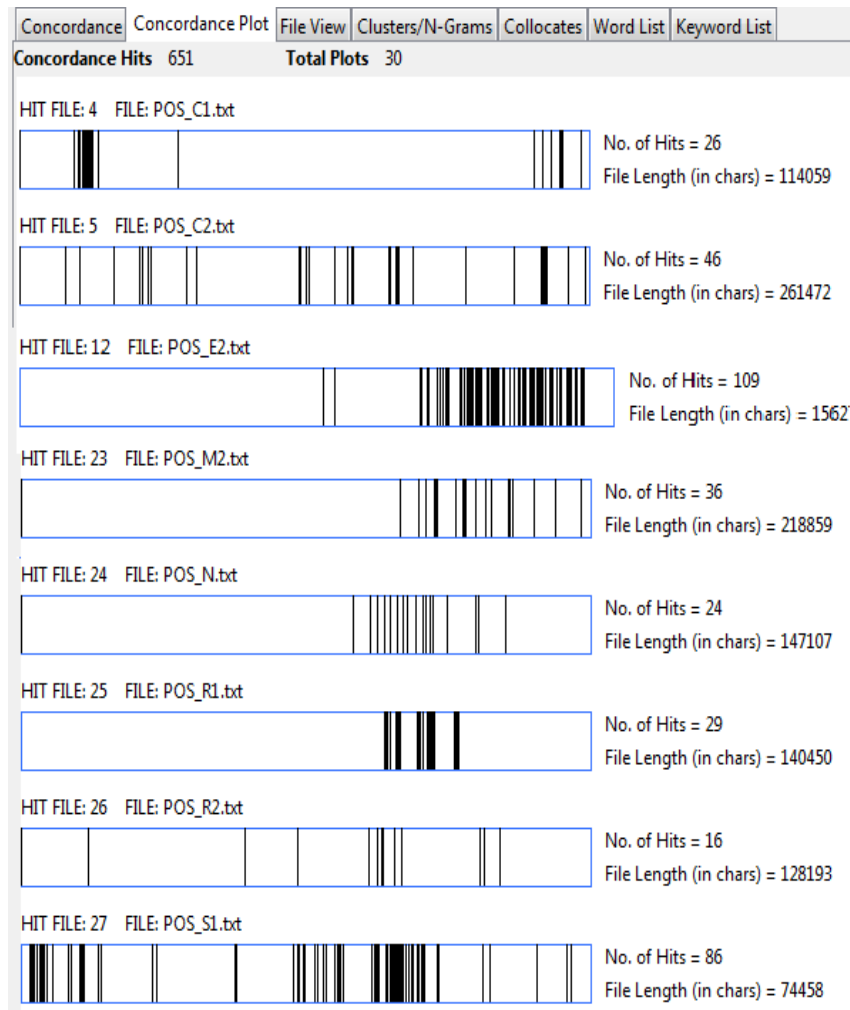 Concordance Concordance Plot File View Clusters/N-Grams Collocates Word List Keyword List
Concordance Hits 651 Total Plots 30
HIT FILE: 4 FILE: POS_C1.txt
No. of Hits = 26
File Length (in chars) = 114059
HIT FILE: 5 FILE: POS_C2.txt
No. of Hits = 46
File Length (in chars) = 261472
HIT FILE: 12 FILE: POS_E2.txt
No. of Hits = 109
File Length (in chars) = 15627
HIT FILE: 23 FILE: POS_M2.txt
No. of Hits = 36
File Length (in chars) = 218859
HIT FILE: 24 FILE: POS_N.txt
No. of Hits = 24
File Length (in chars) = 147107
HIT FILE: 25 FILE: POS_R1.txt
No. of Hits = 29
File Length (in chars) = 140450
HIT FILE: 26 FILE: POS_R2.txt
No. of Hits = 16
File Length (in chars) = 128193
HIT FILE: 27 FILE: POS_S1.txt
No. of Hits = 86
File Length (in chars) = 74458